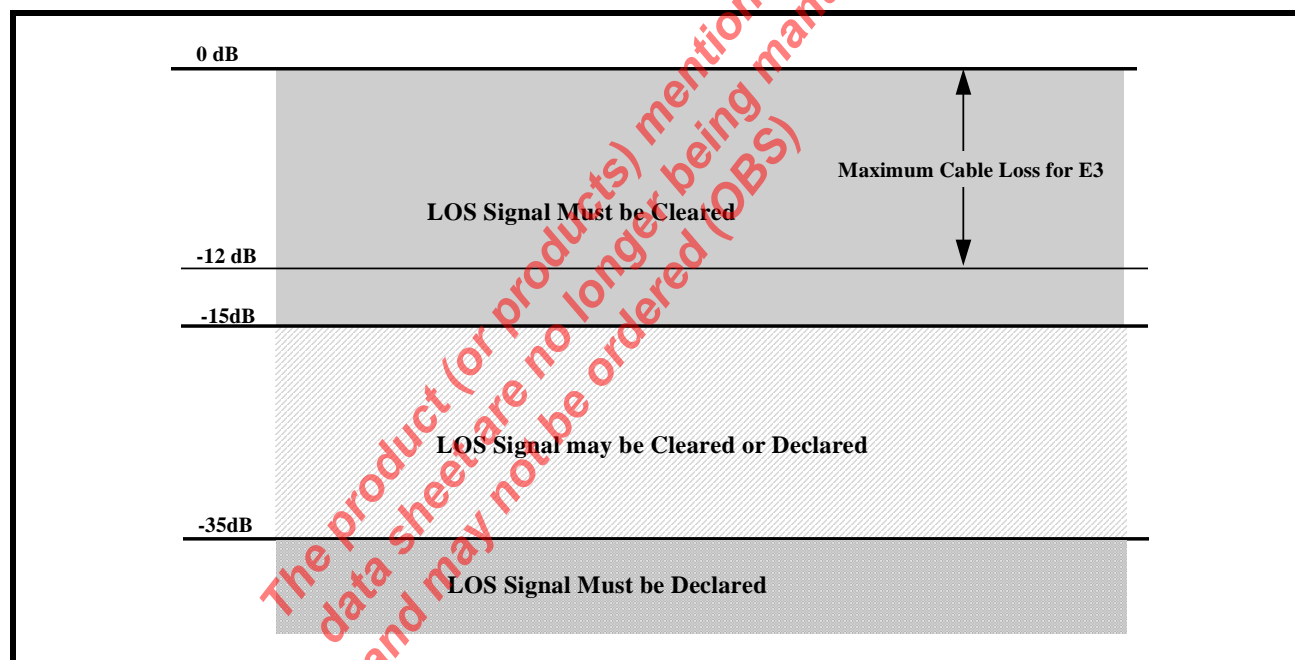 0 dB
Maximum Cable Loss for E3
LOS Signal Must be Cleared
-12 dB
-15dB
LOS Signal may be Cleared or Declared
-35dB
LOS Signal Must be Declared
The product (or products) mention
data sheet are no longer being manu
and may not be ordered (OBS)